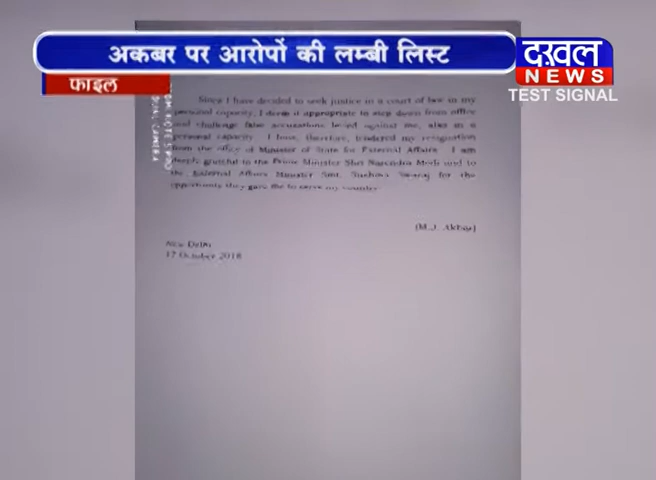 अकबर पर आरोपों की लम्बी लिस्ट
फाइल
दख़ल
NEWS
TEST SIGNAL
Since I have decided to seek justice in a court of law in my
personal capacity, I deem it appropriate to step down from office
and challenge false accusations levied against me, also in a
personal capacity. I have, therefore, tendered my resignation
from the office of Minister of State for External Affairs. I am
deeply grateful to the Prime Minister Shri Narendra Modi and to
the External Affairs Minister Smt. Sushma Swaraj for the
opportunity they gave me to serve my country.
(M.J. Akbar)
New Delhi
17 October 2018